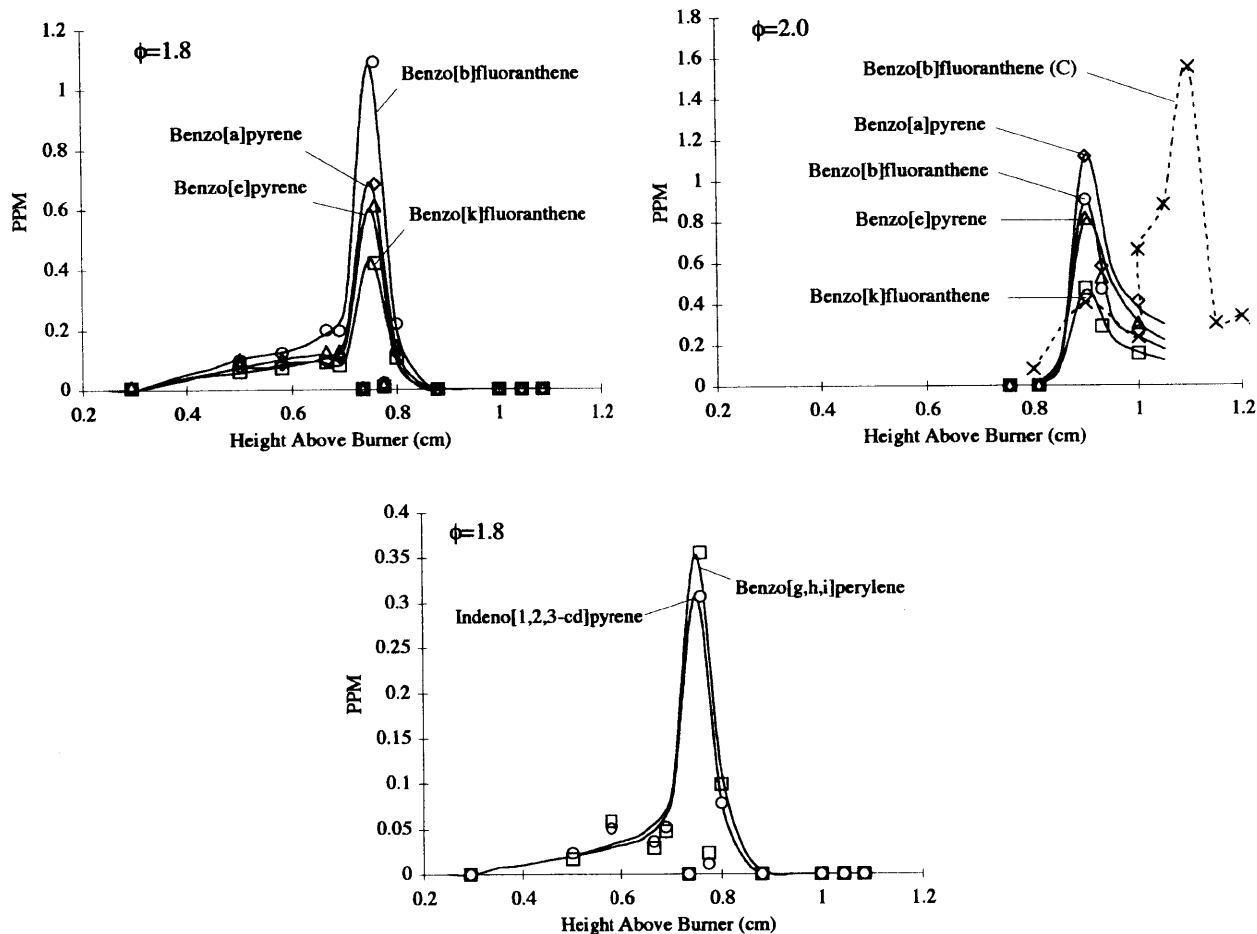 ϕ=1.8
1.2
1
0.8
0.6
0.4
0.2
0
PPM
Benzo[b]fluoranthene
Benzo[a]pyrene
Benzo[e]pyrene
Benzo[k]fluoranthene
0.2 0.4 0.6 0.8 1 1.2
Height Above Burner (cm)
ϕ=2.0
1.8
1.6
1.4
1.2
1
0.8
0.6
0.4
0.2
0
PPM
Benzo[b]fluoranthene (C)
Benzo[a]pyrene
Benzo[b]fluoranthene
Benzo[e]pyrene
Benzo[k]fluoranthene
0.2 0.4 0.6 0.8 1 1.2
Height Above Burner (cm)
ϕ=1.8
0.4
0.35
0.3
0.25
0.2
0.15
0.1
0.05
0
PPM
Benzo[g,h,i]perylene
Indeno[1,2,3-cd]pyrene
0.2 0.4 0.6 0.8 1 1.2
Height Above Burner (cm)